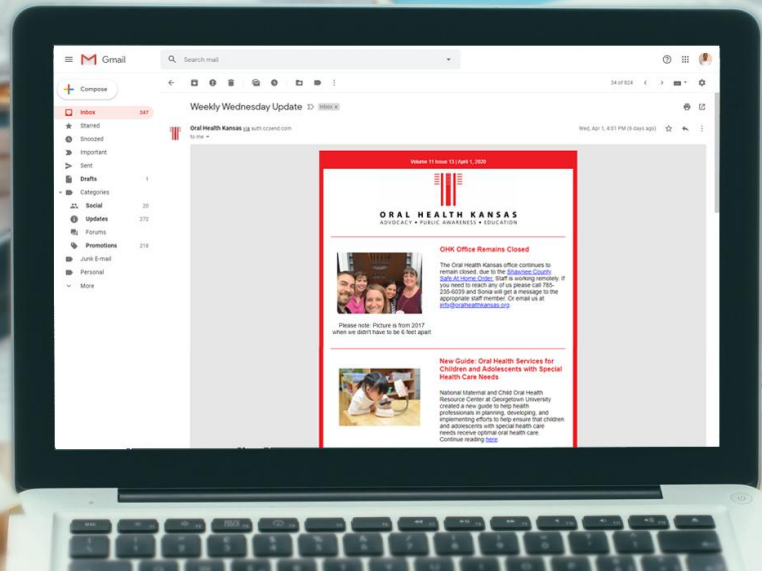 Gmail
Search mail
Compose
34 of 824
Weekly Wednesday Update
Inbox x
Inbox 347
Starred
Snoozed
Important
Sent
Drafts 1
Categories
Social 20
Updates 272
Forums
Promotions 218
Junk E-mail
Personal
More
Oral Health Kansas via auth.ccsend.com
to me
Wed, Apr 1, 4:01 PM (6 days ago)
Volume 11 Issue 13 | April 1, 2020
ORAL HEALTH KANSAS
ADVOCACY • PUBLIC AWARENESS • EDUCATION
OHK Office Remains Closed
The Oral Health Kansas office continues to
remain closed, due to the Shawnee County
Safe At Home Order. Staff is working remotely. If
you need to reach any of us please call 785-
235-6039 and Sonia will get a message to the
appropriate staff member. Or email us at
info@oralhealthkansas.org.
Please note: Picture is from 2017
when we didn't have to be 6 feet apart
New Guide: Oral Health Services for
Children and Adolescents with Special
Health Care Needs
National Maternal and Child Oral Health
Resource Center at Georgetown University
created a new guide to help health
professionals in planning, developing, and
implementing efforts to help ensure that children
and adolescents with special health care
needs receive optimal oral health care.
Continue reading here.